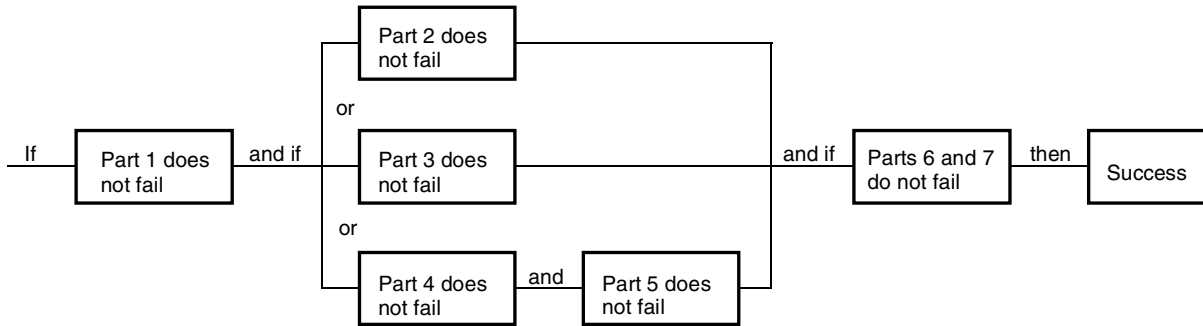 Part 2 does
not fail
or
If
Part 1 does
not fail
and if
Part 3 does
not fail
and if
Parts 6 and 7
do not fail
then
Success
or
Part 4 does
not fail
and
Part 5 does
not fail